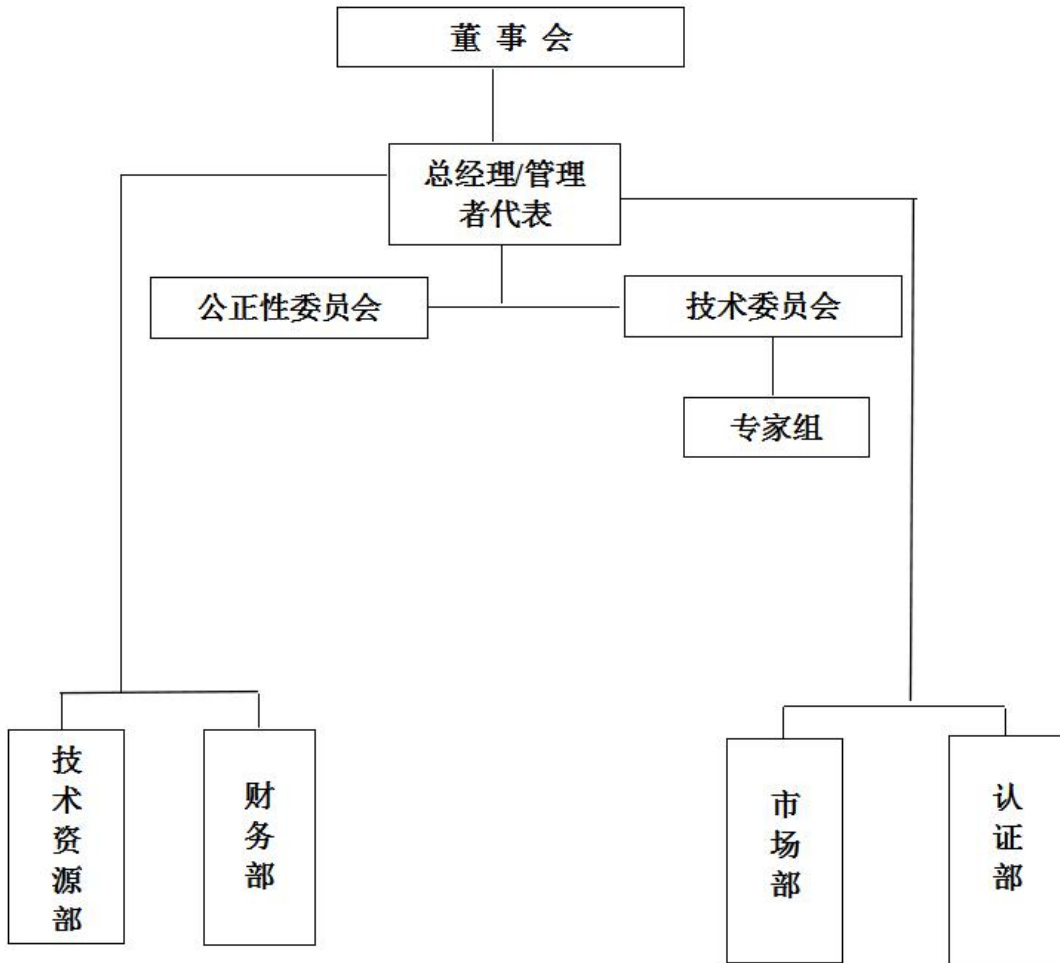 董 事 会
总经理/管理
者代表
公正性委员会
技术委员会
专家组
技术资源部
财务部
市场部
认证部